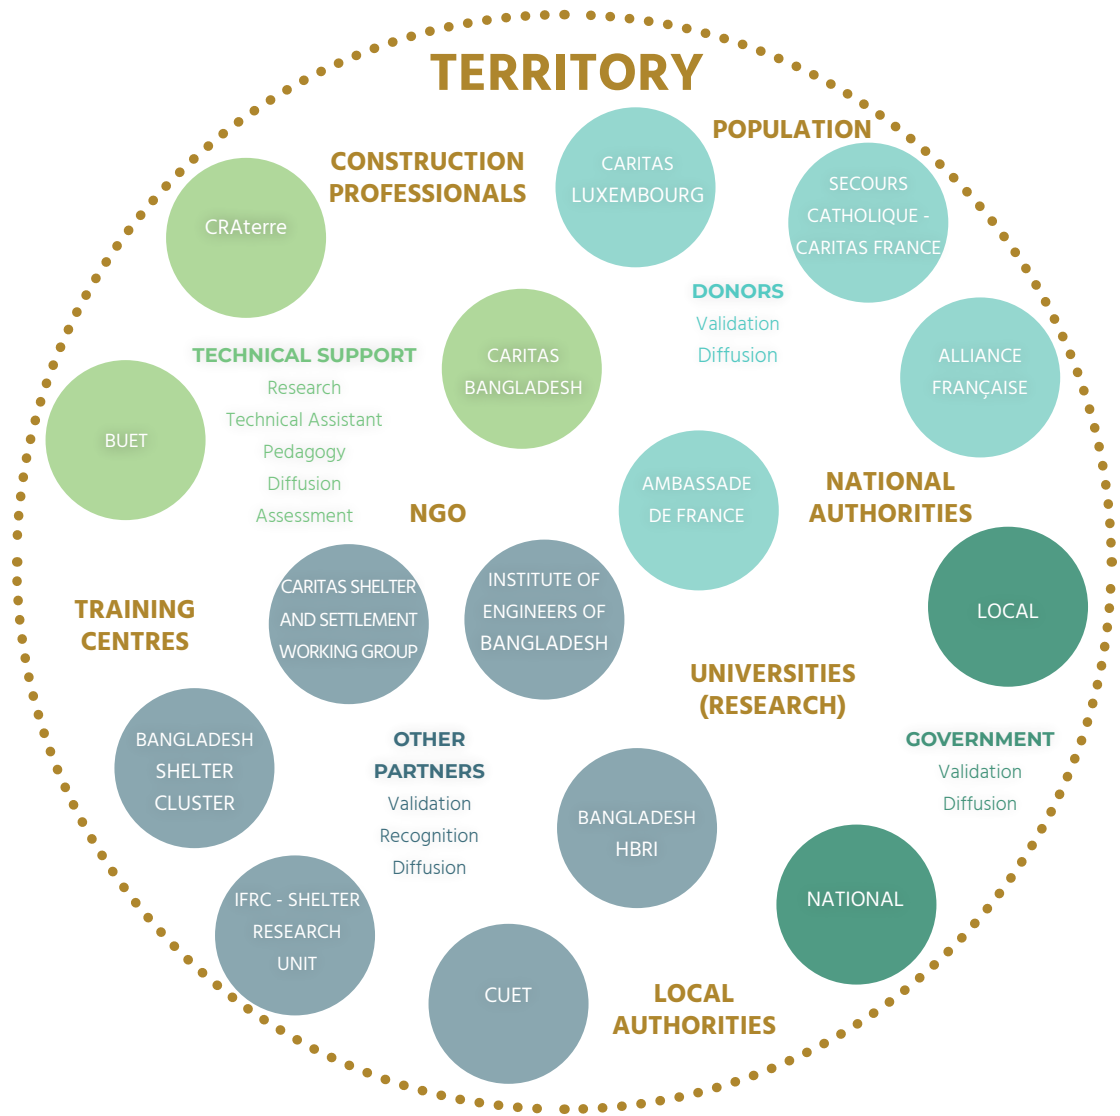 TERRITORY
CONSTRUCTION
PROFESSIONALS
POPULATION
CARITAS
LUXEMBOURG
SECOURS
CATHOLIQUE -
CARITAS FRANCE
CRAterre
DONORS
Validation
Diffusion
TECHNICAL SUPPORT
Research
Technical Assistant
Pedagogy
Diffusion
Assessment
CARITAS
BANGLADESH
ALLIANCE
FRANÇAISE
BUET
NGO
AMBASSADE
DE FRANCE
NATIONAL
AUTHORITIES
TRAINING
CENTRES
CARITAS SHELTER
AND SETTLEMENT
WORKING GROUP
INSTITUTE OF
ENGINEERS OF
BANGLADESH
LOCAL
UNIVERSITIES
(RESEARCH)
BANGLADESH
SHELTER
CLUSTER
OTHER
PARTNERS
Validation
Recognition
Diffusion
GOVERNMENT
Validation
Diffusion
BANGLADESH
HBRI
IFRC - SHELTER
RESEARCH
UNIT
NATIONAL
CUET
LOCAL
AUTHORITIES